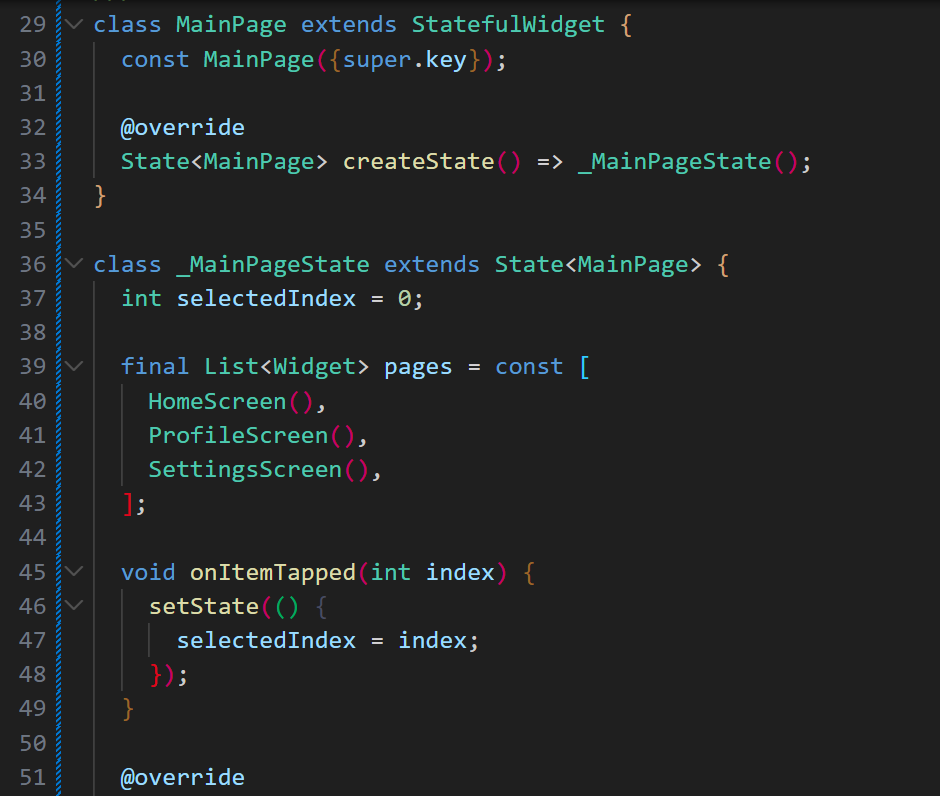 29 class MainPage extends StatefulWidget {
30   const MainPage({super.key});
31
32   @override
33   State<MainPage> createState() => _MainPageState();
34 }
35
36 class _MainPageState extends State<MainPage> {
37   int selectedIndex = 0;
38
39   final List<Widget> pages = const [
40     HomeScreen(),
41     ProfileScreen(),
42     SettingsScreen(),
43   ];
44
45   void onItemTapped(int index) {
46     setState(() {
47       selectedIndex = index;
48     });
49   }
50
51   @override